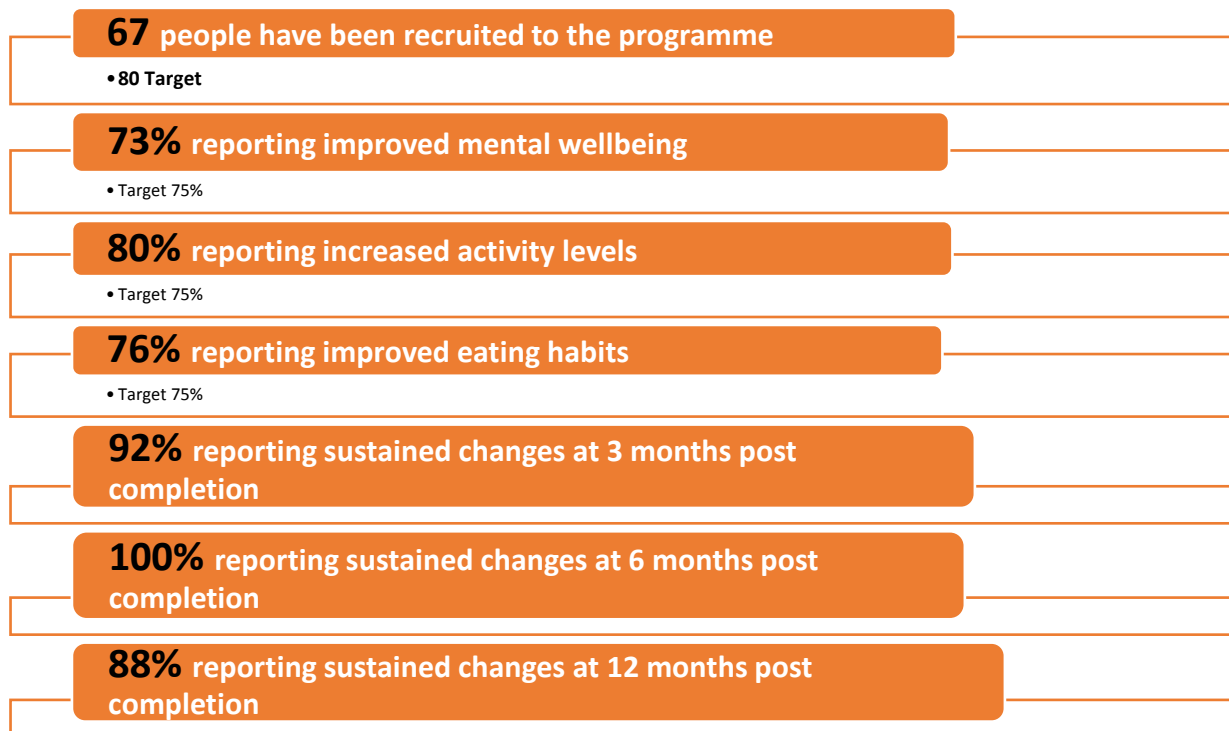 67 people have been recruited to the programme
•80 Target
73% reporting improved mental wellbeing
• Target 75%
80% reporting increased activity levels
• Target 75%
76% reporting improved eating habits
• Target 75%
92% reporting sustained changes at 3 months post
completion
100% reporting sustained changes at 6 months post
completion
88% reporting sustained changes at 12 months post
completion